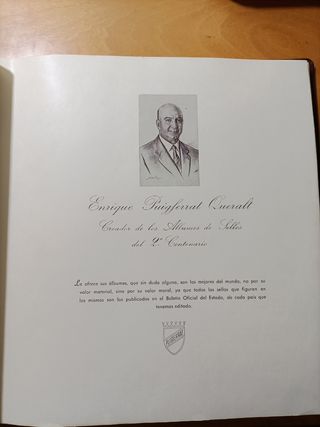 Enrique Puigferrat Queralt
Creador de los Albumes de Sellos
del 2º Centenario
Le ofrece sus álbumes, que sin duda alguna, son los mejores del mundo, no por su
valor material, sino por su valor moral, ya que todos los sellos que figuran en
los mismos son los publicados en el Boletín Oficial del Estado, de cada país que
tenemos editado.